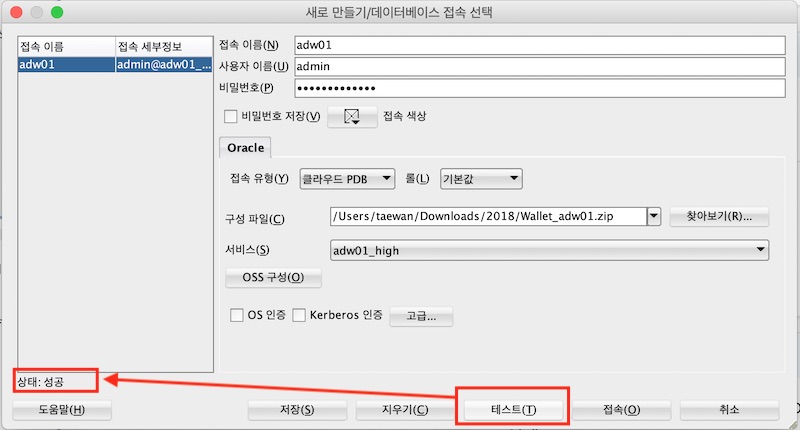 새로 만들기/데이터베이스 접속 선택
접속 이름 접속 세부정보
adw01 admin@adw01_...
접속 이름(N) adw01
사용자 이름(U) admin
비밀번호(P) •••••••••••••
비밀번호 저장(V) 접속 색상
Oracle
접속 유형(Y) 클라우드 PDB 롤(L) 기본값
구성 파일(C) /Users/taewan/Downloads/2018/Wallet_adw01.zip 찾아보기(R)...
서비스(S) adw01_high
OSS 구성(O)
OS 인증 Kerberos 인증 고급...
상태: 성공
도움말(H) 저장(S) 지우기(C) 테스트(T) 접속(O) 취소